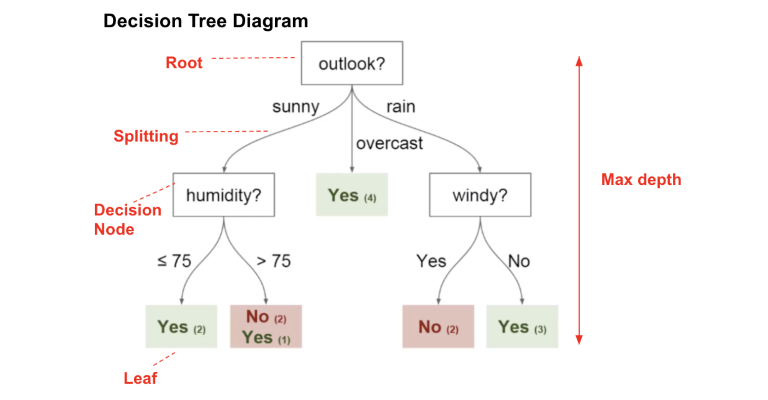 Decision Tree Diagram
Root
outlook?
sunny
rain
Splitting
overcast
Max depth
humidity?
Yes (4)
windy?
Decision
Node
≤ 75
> 75
Yes
No
Yes (2)
No (2)
Yes (1)
No (2)
Yes (3)
Leaf